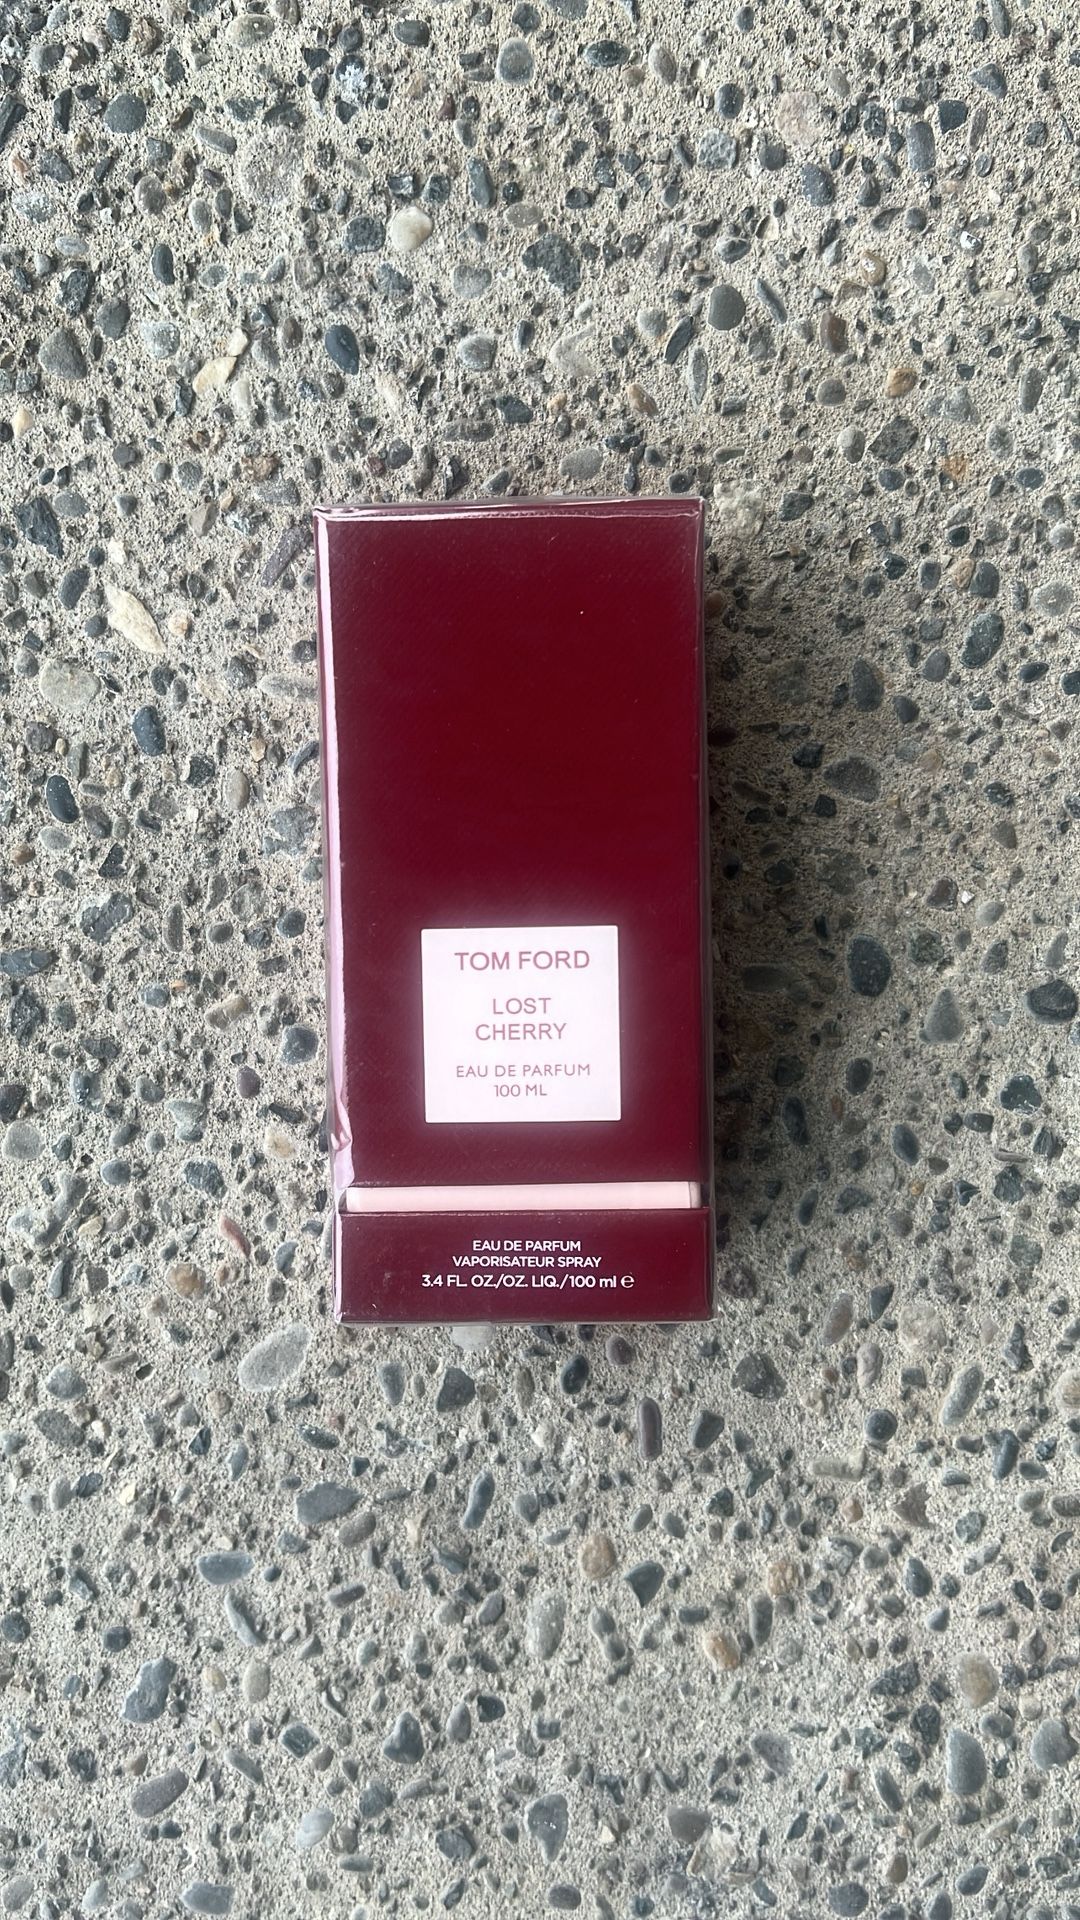 TOM FORD
LOST
CHERRY
EAU DE PARFUM
100 ML
EAU DE PARFUM
VAPORISATEUR SPRAY
3.4 FL. OZ./OZ. LIQ./100 ml ℮